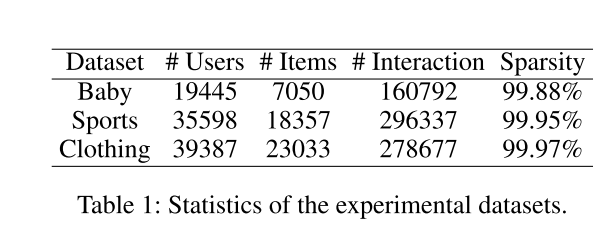 Dataset # Users # Items # Interaction Sparsity
Baby 19445 7050 160792 99.88%
Sports 35598 18357 296337 99.95%
Clothing 39387 23033 278677 99.97%
Table 1: Statistics of the experimental datasets.